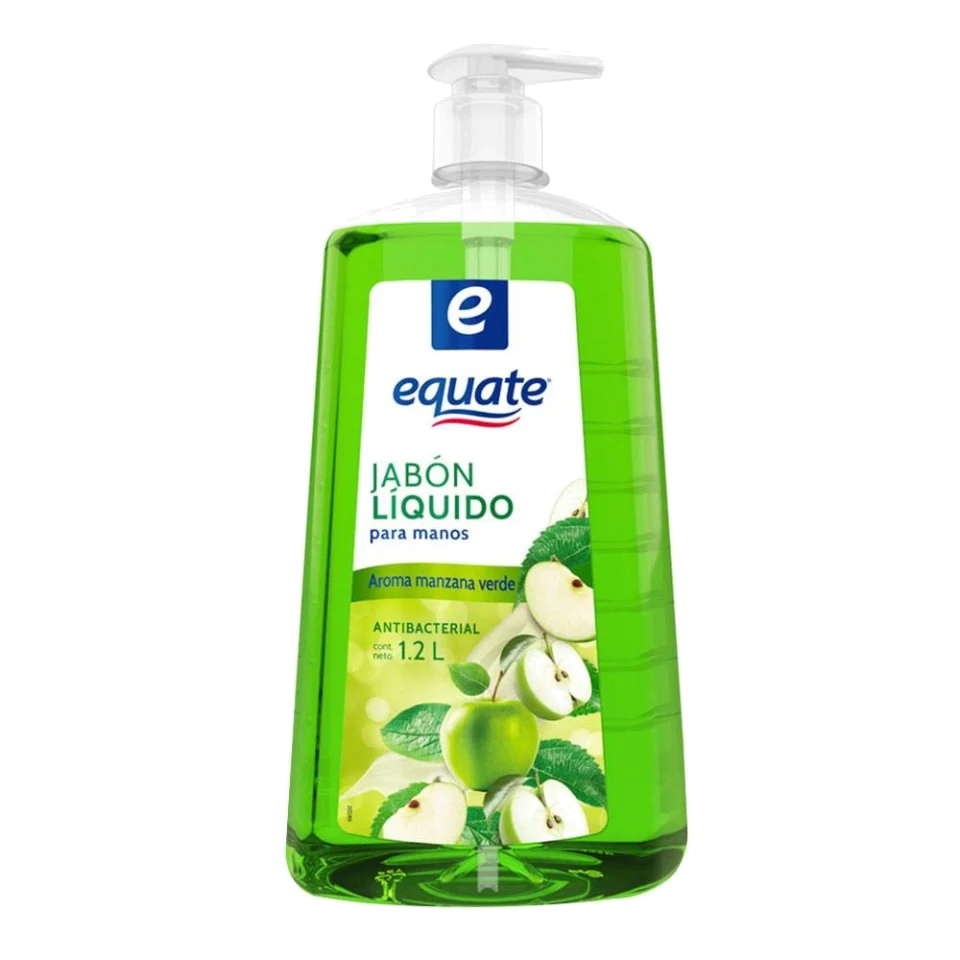 e
equate
JABÓN
LÍQUIDO
para manos
Aroma manzana verde
ANTIBACTERIAL
cont.
neto 1.2 L